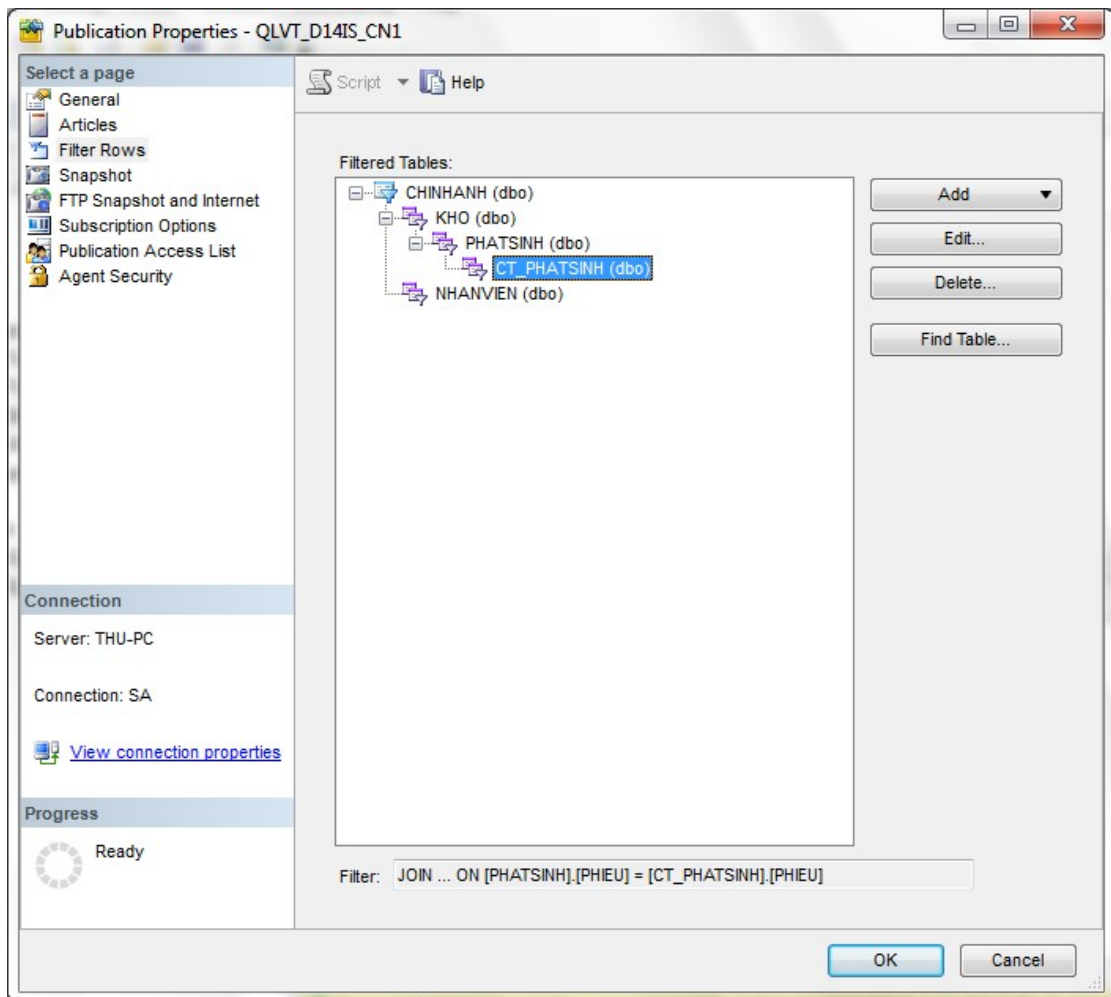 Publication Properties - QLVT_D14IS_CN1
Select a page
General
Articles
Filter Rows
Snapshot
FTP Snapshot and Internet
Subscription Options
Publication Access List
Agent Security
Script
Help
Filtered Tables:
CHINHANH (dbo)
KHO (dbo)
PHATSINH (dbo)
CT_PHATSINH (dbo)
NHANVIEN (dbo)
Add
Edit...
Delete...
Find Table...
Connection
Server: THU-PC
Connection: SA
View connection properties
Progress
Ready
Filter: JOIN ... ON [PHATSINH].[PHIEU] = [CT_PHATSINH].[PHIEU]
OK
Cancel